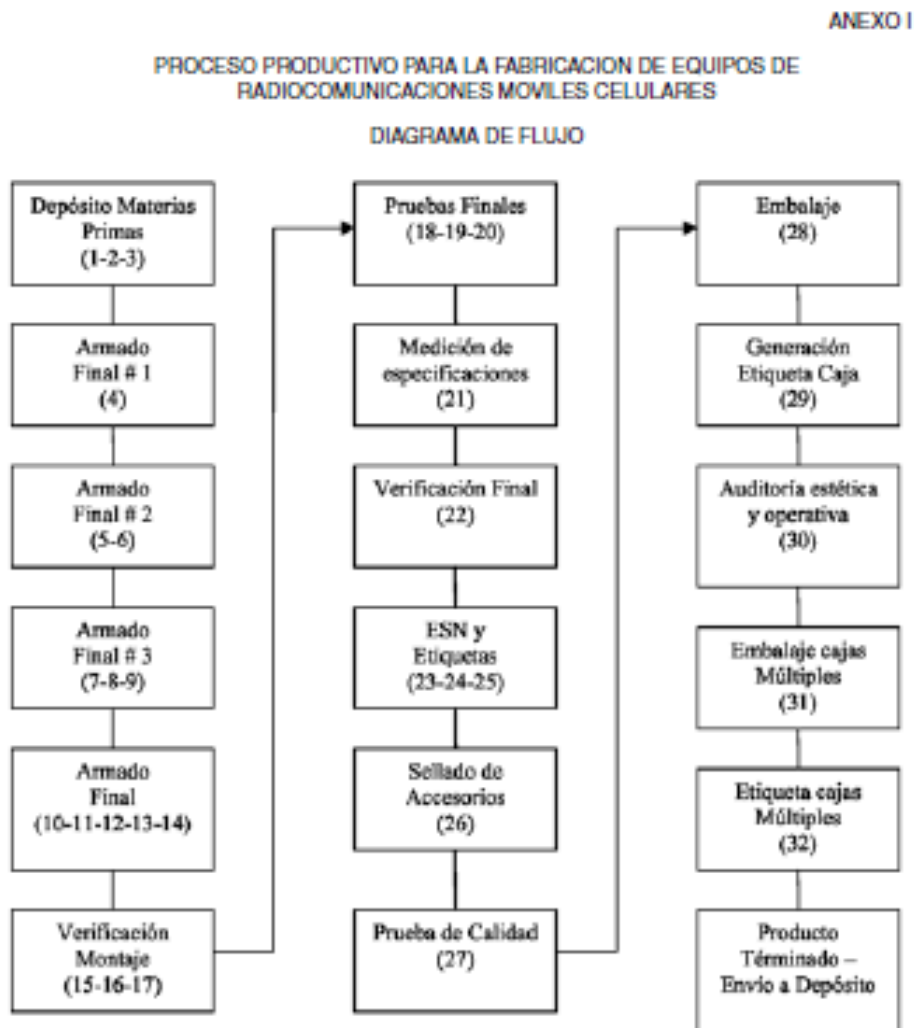 ANEXO I
PROCESO PRODUCTIVO PARA LA FABRICACION DE EQUIPOS DE
RADIOCOMUNICACIONES MOVILES CELULARES
DIAGRAMA DE FLUJO
Depósito Materias
Primas
(1-2-3)
Armado
Final # 1
(4)
Armado
Final # 2
(5-6)
Armado
Final # 3
(7-8-9)
Armado
Final
(10-11-12-13-14)
Verificación
Montaje
(15-16-17)
Pruebas Finales
(18-19-20)
Medición de
especificaciones
(21)
Verificación Final
(22)
ESN y
Etiquetas
(23-24-25)
Sellado de
Accesorios
(26)
Prueba de Calidad
(27)
Embalaje
(28)
Generación
Etiqueta Caja
(29)
Auditoría estética
y operativa
(30)
Embalaje cajas
Múltiples
(31)
Etiqueta cajas
Múltiples
(32)
Producto
Términado –
Envío a Depósito